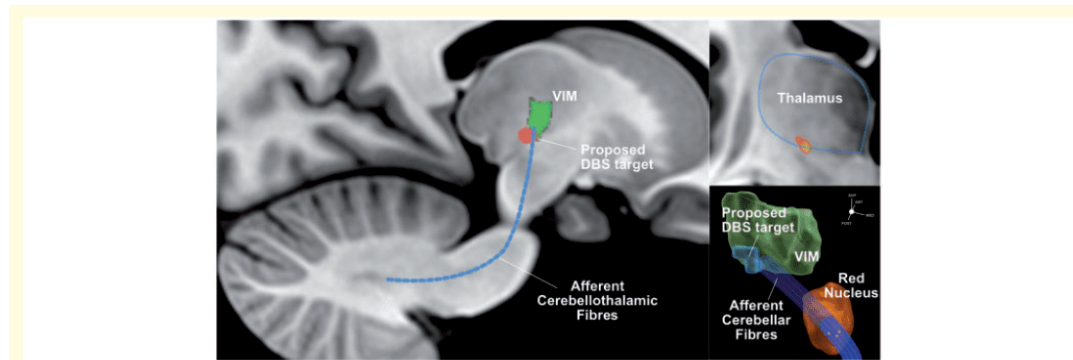 VIM
Proposed
DBS target
Afferent
Cerebellothalamic
Fibres
Thalamus
Proposed
DBS target
VIM
Red
Nucleus
Afferent
Cerebellar
Fibres